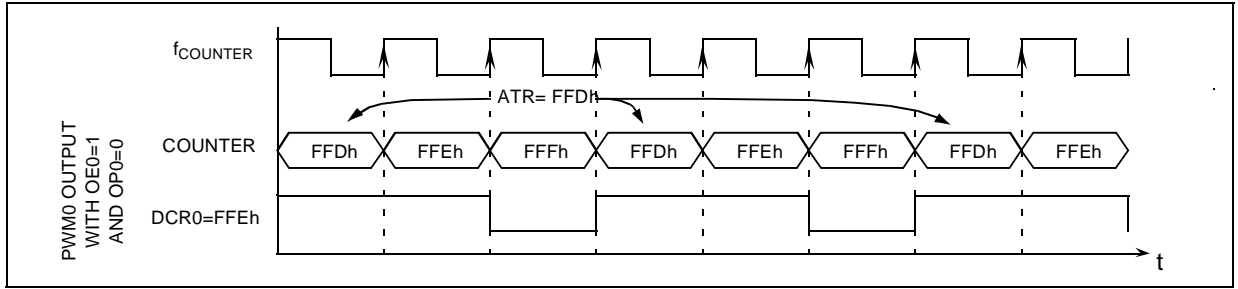 fCOUNTER
ATR= FFDh
PWM0 OUTPUT
WITH OE0=1
AND OP0=0
COUNTER
FFDh FFEh FFFh FFDh FFEh FFFh FFDh FFEh
DCR0=FFEh
t